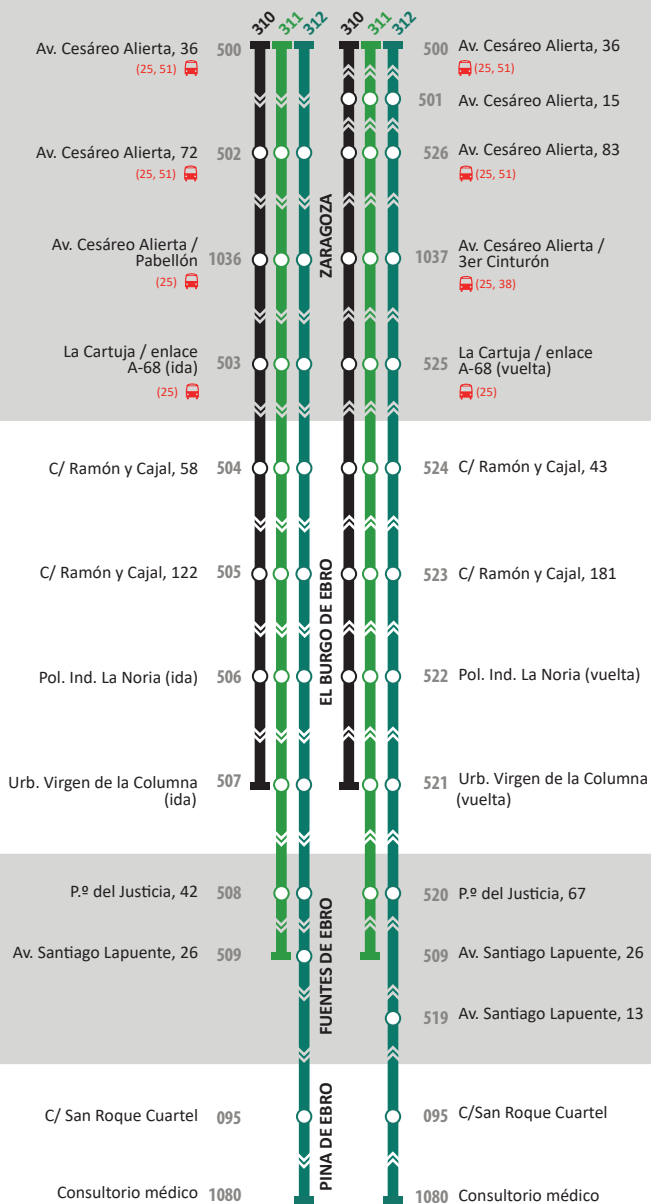 310 311 312
310 311 312
Av. Cesáreo Alierta, 36 500
(25, 51)
500 Av. Cesáreo Alierta, 36
(25, 51)
501 Av. Cesáreo Alierta, 15
Av. Cesáreo Alierta, 72 502
(25, 51)
526 Av. Cesáreo Alierta, 83
(25, 51)
ZARAGOZA
Av. Cesáreo Alierta /
Pabellón 1036
(25)
1037 Av. Cesáreo Alierta /
3er Cinturón
(25, 38)
La Cartuja / enlace
A-68 (ida) 503
(25)
525 La Cartuja / enlace
A-68 (vuelta)
(25)
C/ Ramón y Cajal, 58 504
524 C/ Ramón y Cajal, 43
C/ Ramón y Cajal, 122 505
523 C/ Ramón y Cajal, 181
EL BURGO DE EBRO
Pol. Ind. La Noria (ida) 506
522 Pol. Ind. La Noria (vuelta)
Urb. Virgen de la Columna 507
(ida)
521 Urb. Virgen de la Columna
(vuelta)
P.º del Justicia, 42 508
520 P.º del Justicia, 67
FUENTES DE EBRO
Av. Santiago Lapuente, 26 509
509 Av. Santiago Lapuente, 26
519 Av. Santiago Lapuente, 13
C/ San Roque Cuartel 095
095 C/San Roque Cuartel
PINA DE EBRO
Consultorio médico 1080
1080 Consultorio médico